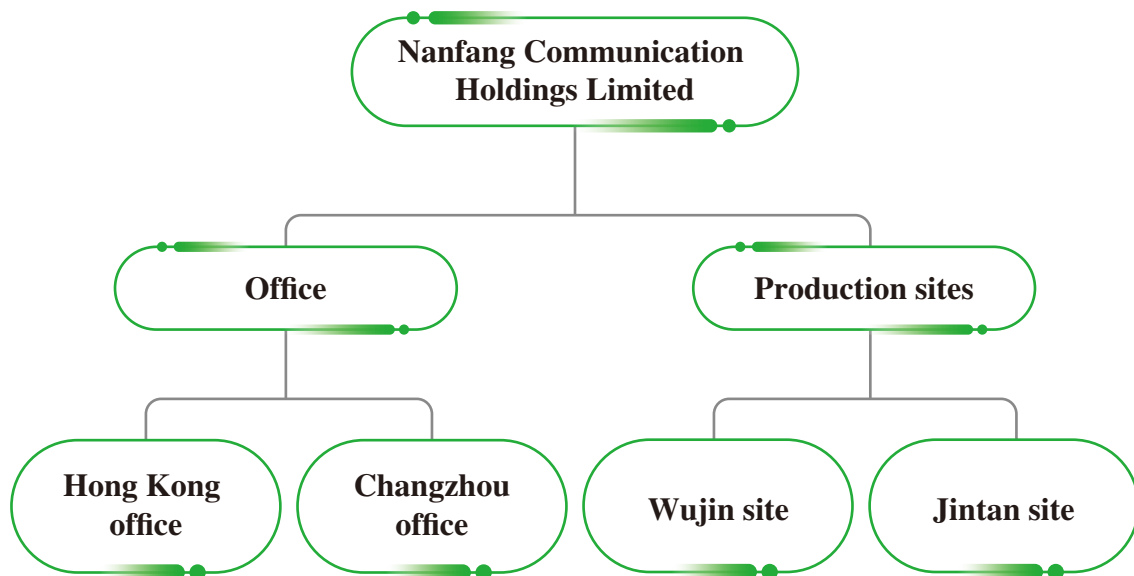 Nanfang Communication
Holdings Limited
Office
Production sites
Hong Kong
office
Changzhou
office
Wujin site
Jintan site